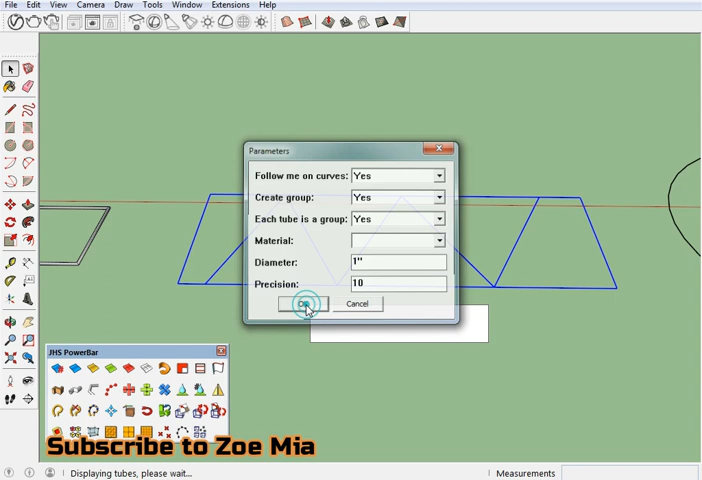 File Edit View Camera Draw Tools Window Extensions Help
Parameters
Follow me on curves: Yes
Create group: Yes
Each tube is a group: Yes
Material:
Diameter: 1"
Precision: 10
Cancel
JHS PowerBar
Subscribe to Zoe Mia
Displaying tubes, please wait...
Measurements